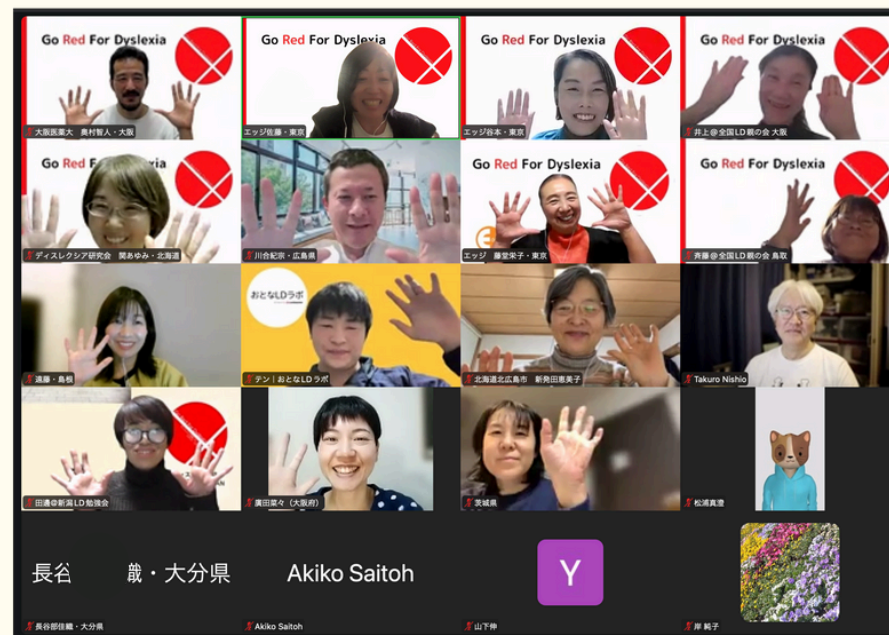 Go Red For Dyslexia
Go Red For Dyslexia
Go Red For Dyslexia
Go Red For Dyslexia
大阪医薬大 奥村智人・大阪
エッジ佐藤・東京
エッジ谷本・東京
井上@全国LD親の会 大阪
Go Red F Dyslexia
Go Red For Dyslexia
Go Red For Dyslexia
ディスレクシア研究会 関あゆみ・北海道
川合紀宗・広島県
エッジ 藤堂栄子・東京
斉藤@全国LD親の会 鳥取
おとなLDラボ
遠藤・島根
テン｜おとなLDラボ
北海道北広島市 新発田恵美子
Takuro Nishio
田邊@新潟LD勉強会
廣田菜々（大阪府）
茨城県
松浦真澄
長谷 哉・大分県
Akiko Saitoh
Y
長谷部佳織・大分県
Akiko Saitoh
山下伸
岸 純子